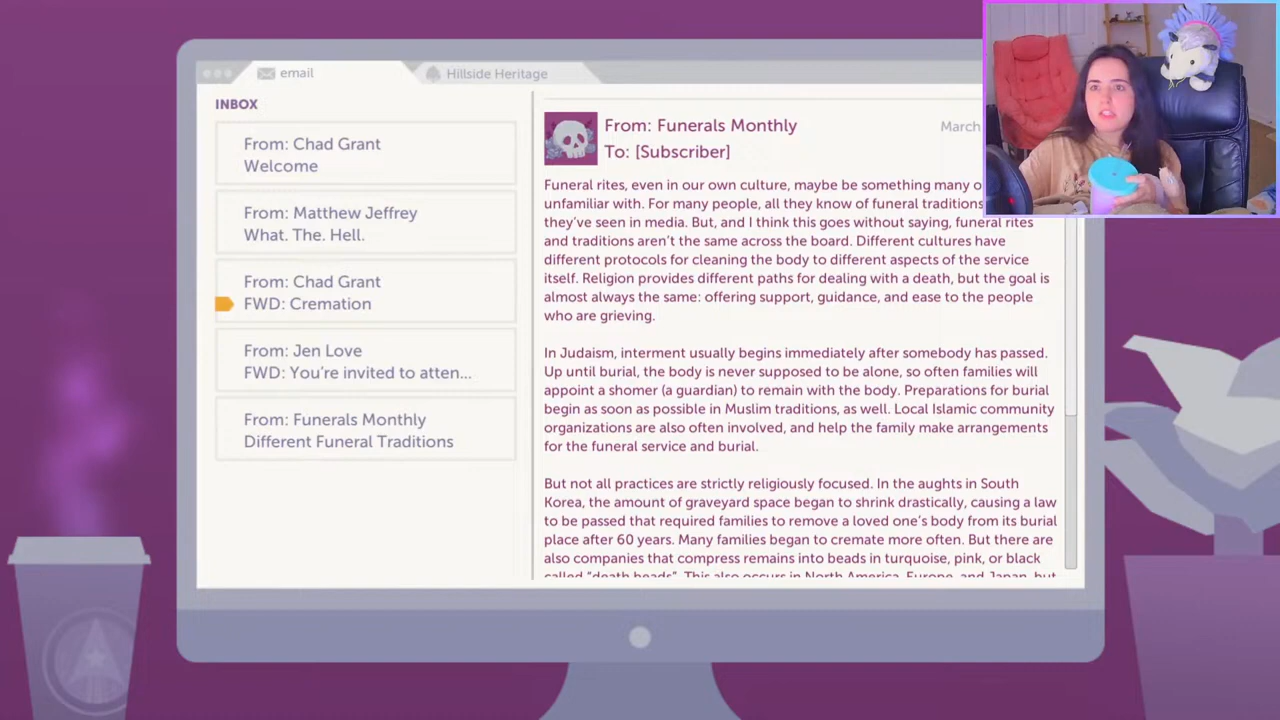 email
Hillside Heritage
INBOX
From: Chad Grant
Welcome
From: Matthew Jeffrey
What. The. Hell.
From: Chad Grant
FWD: Cremation
From: Jen Love
FWD: You're invited to atten...
From: Funerals Monthly
Different Funeral Traditions
From: Funerals Monthly
March
To: [Subscriber]
Funeral rites, even in our own culture, maybe be something many
unfamiliar with. For many people, all they know of funeral traditions
they've seen in media. But, and I think this goes without saying, funeral rites
and traditions aren't the same across the board. Different cultures have
different protocols for cleaning the body to different aspects of the service
itself. Religion provides different paths for dealing with a death, but the goal is
almost always the same: offering support, guidance, and ease to the people
who are grieving.
In Judaism, interment usually begins immediately after somebody has passed.
Up until burial, the body is never supposed to be alone, so often families will
appoint a shomer (a guardian) to remain with the body. Preparations for burial
begin as soon as possible in Muslim traditions, as well. Local Islamic community
organizations are also often involved, and help the family make arrangements
for the funeral service and burial.
But not all practices are strictly religiously focused. In the aughts in South
Korea, the amount of graveyard space began to shrink drastically, causing a law
to be passed that required families to remove a loved one's body from its burial
place after 60 years. Many families began to cremate more often. But there are
also companies that compress remains into beads in turquoise, pink, or black
called "death beads". This also occurs in North America, Europe, and Japan, but